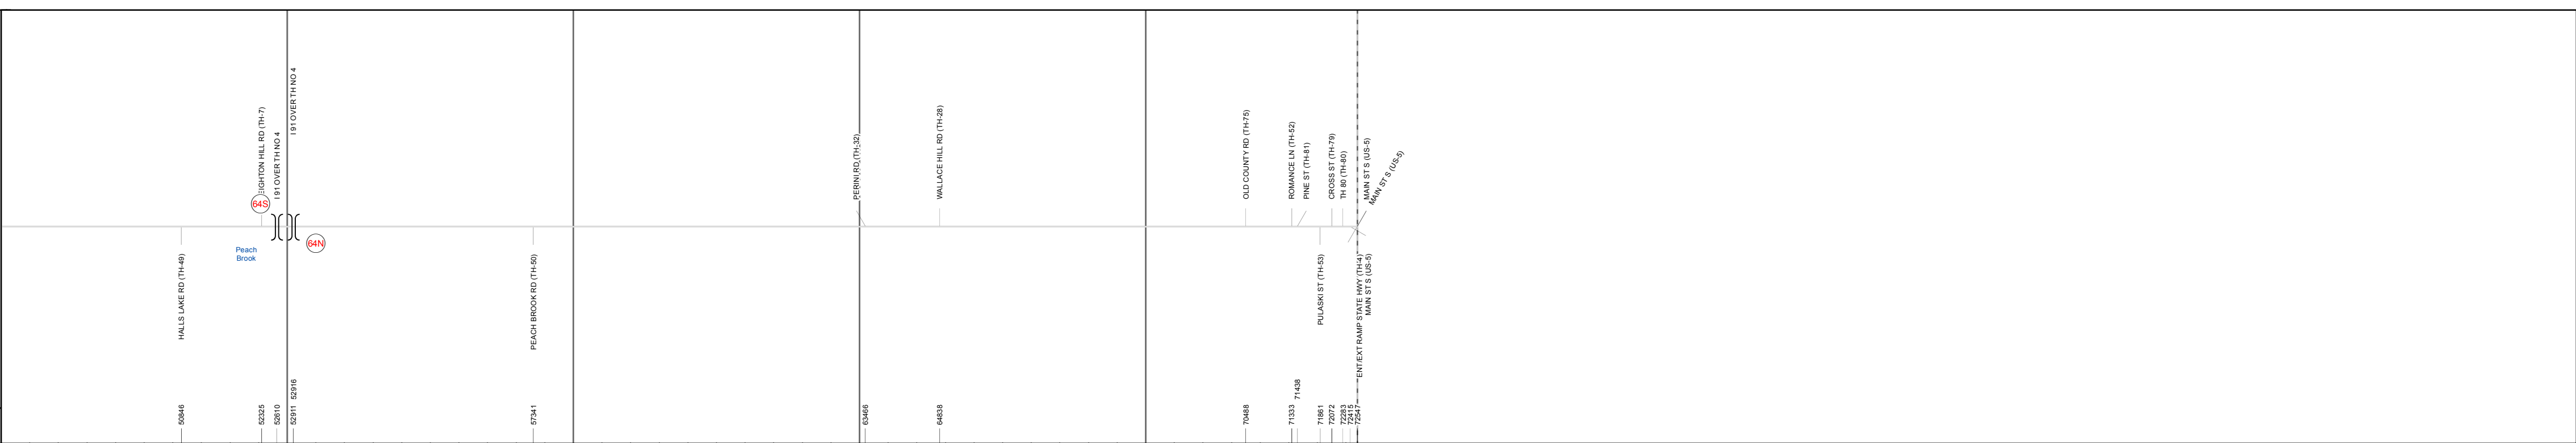 I 91 OVER TH NO 4
EIGHTON HILL RD (TH-7)
I 91 OVER TH NO 4
PERINI RD (TH-32)
WALLACE HILL RD (TH-28)
OLD COUNTY RD (TH-75)
ROMANCE LN (TH-52)
PINE ST (TH-81)
CROSS ST (TH-79)
TH 80 (TH-80)
MAIN ST S (US-5)
MAIN ST S (US-5)
64S
64N
Peach
Brook
HALLS LAKE RD (TH-49)
PEACH BROOK RD (TH-50)
PULASKI ST (TH-53)
ENT/EXT RAMP STATE HWY (TH-4)
MAIN ST S (US-5)
50846
52325
52610
52911
52916
57341
63466
64838
70488
71333
71438
71861
72072
72283
72415
72547